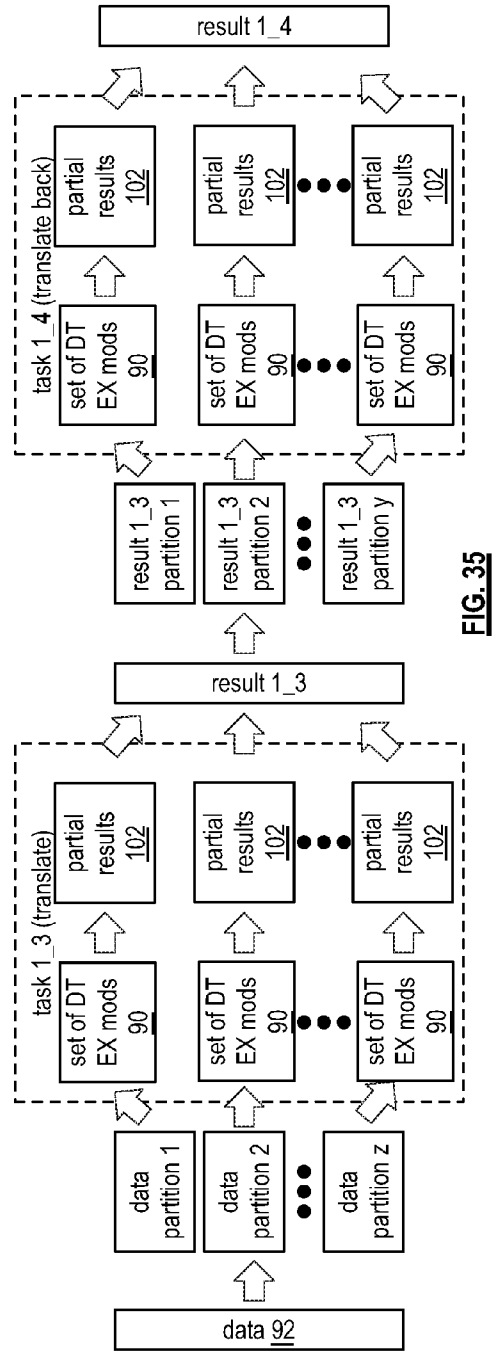 data 92
data
partition 1
data
partition 2
data
partition z
task 1_3 (translate)
set of DT
EX mods
90
partial
results
102
set of DT
EX mods
90
partial
results
102
set of DT
EX mods
90
partial
results
102
result 1_3
result 1_3
partition 1
result 1_3
partition 2
result 1_3
partition y
task 1_4 (translate back)
set of DT
EX mods
90
partial
results
102
set of DT
EX mods
90
partial
results
102
set of DT
EX mods
90
partial
results
102
result 1_4
FIG. 35